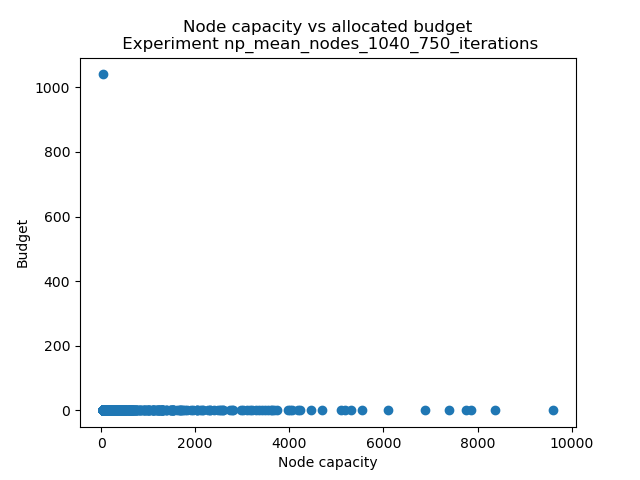 Node capacity vs allocated budget
Experiment np_mean_nodes_1040_750_iterations
1000
800
600
400
200
0
Budget
0 2000 4000 6000 8000 10000
Node capacity